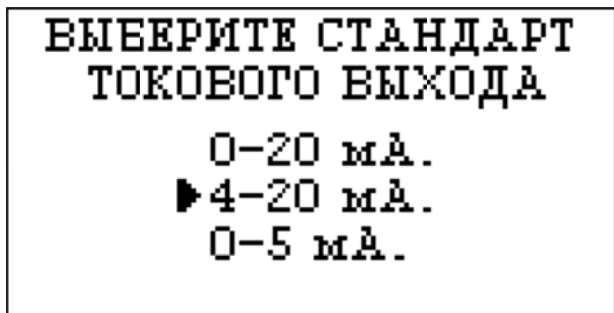 ВЫБЕРИТЕ СТАНДАРТ
ТОКОВОГО ВЫХОДА
0-20 мА.
4-20 мА.
0-5 мА.